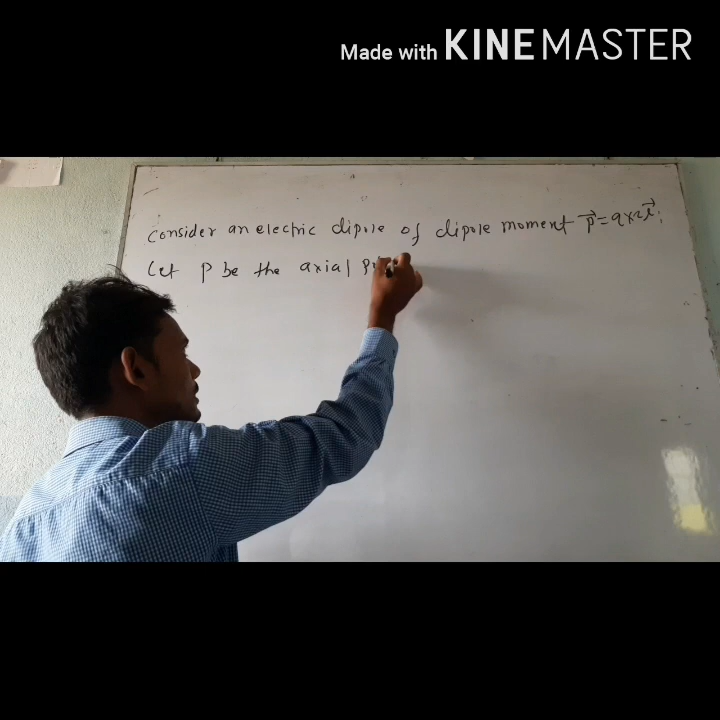 Made with KINEMASTER
Consider an electric dipole of dipole moment p⃗ = q×2l⃗;
Let P be the axial